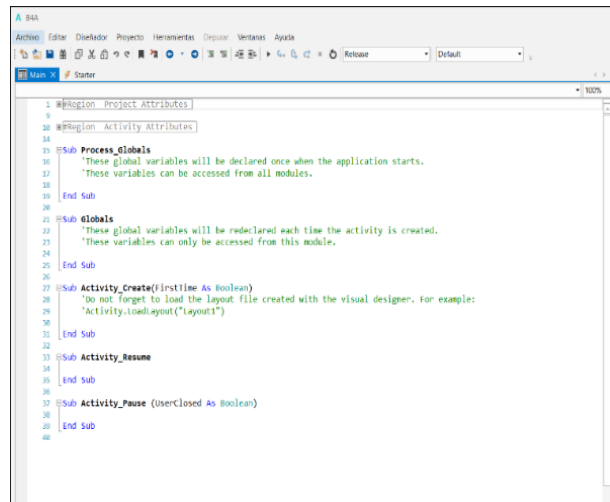 B4A
Archivo Editar Diseñador Proyecto Herramientas Depurar Ventanas Ayuda
Release Default
Main Starter
100%
1 #Region Project Attributes
9
10 #Region Activity Attributes
14
15 Sub Process_Globals
16 'These global variables will be declared once when the application starts.
17 'These variables can be accessed from all modules.
18
19 End Sub
20
21 Sub Globals
22 'These global variables will be redeclared each time the activity is created.
23 'These variables can only be accessed from this module.
24
25 End Sub
26
27 Sub Activity_Create(FirstTime As Boolean)
28 'Do not forget to load the layout file created with the visual designer. For example:
29 'Activity.LoadLayout("Layout1")
30
31 End Sub
32
33 Sub Activity_Resume
34
35 End Sub
36
37 Sub Activity_Pause (UserClosed As Boolean)
38
39 End Sub
40